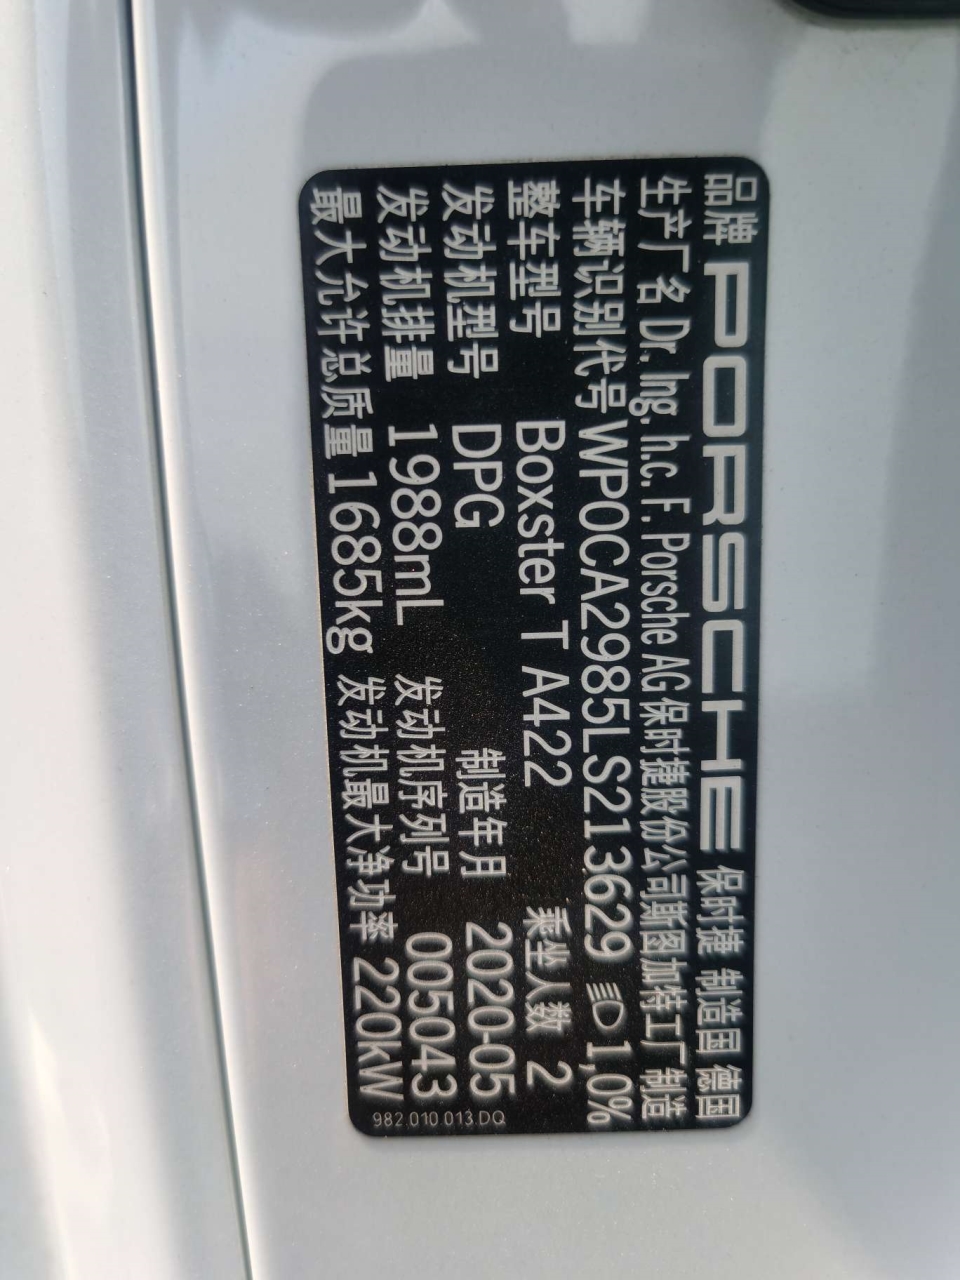 品牌 PORSCHE 保时捷 制造国 德国
生产厂名 Dr. Ing. h.c. F. Porsche AG 保时捷股份公司斯图加特工厂 制造
车辆识别代号 WP0CA2985LS213629 1,0%
整车型号 Boxster T A422 乘坐人数 2
发动机型号 DPG 制造年月 2020-05
发动机排量 1988mL 发动机序列号 005043
最大允许总质量 1685kg 发动机最大净功率 220kW
982.010.013.DQ